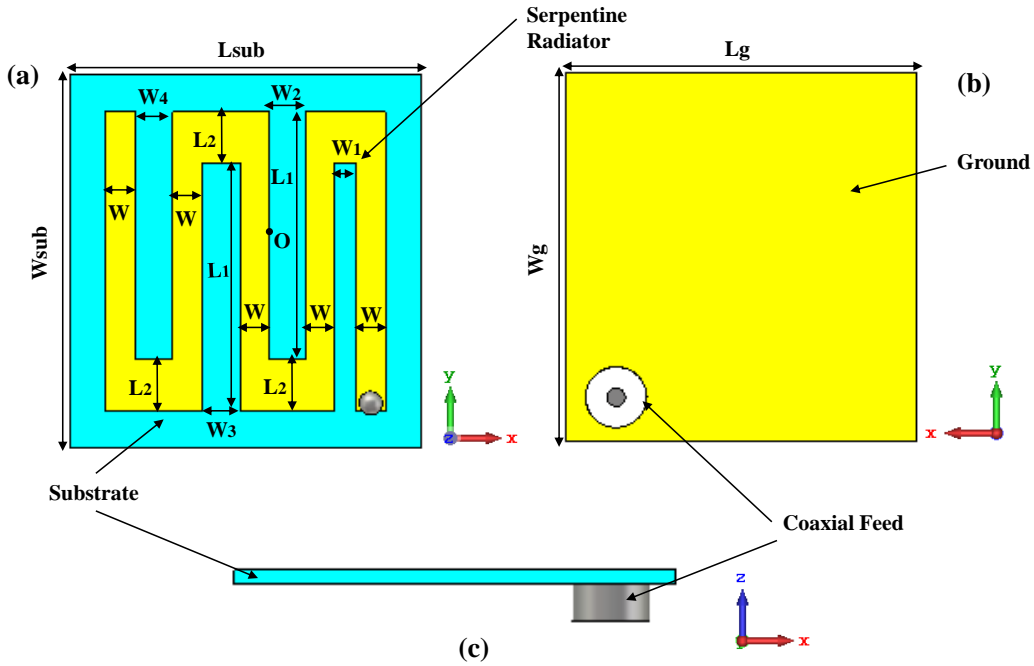 Serpentine
Radiator
Lsub
Lg
(a)
(b)
W4
W2
L2
W1
L1
Ground
W
W
O
Wsub
Wg
L1
W
W
W
L2
L2
W3
y
z
x
y
x
Substrate
Coaxial Feed
z
x
(c)